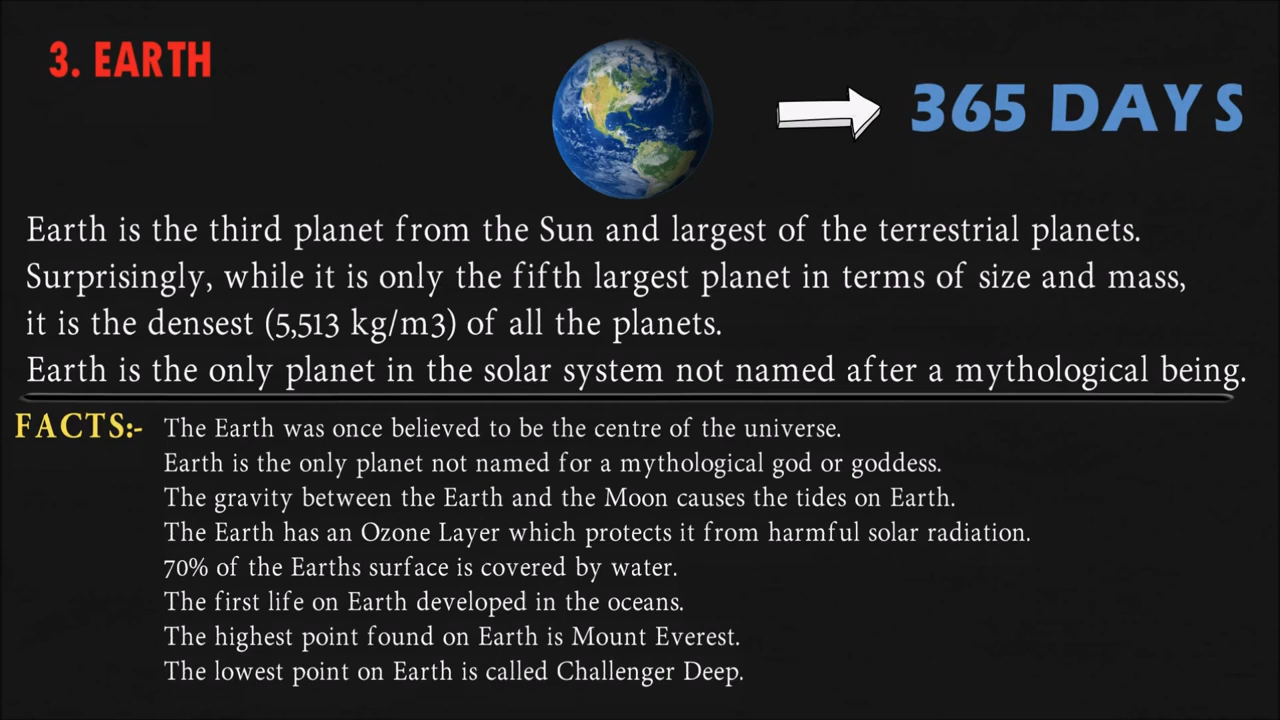 3. EARTH
365 DAYS
Earth is the third planet from the Sun and largest of the terrestrial planets.
Surprisingly, while it is only the fifth largest planet in terms of size and mass,
it is the densest (5,513 kg/m3) of all the planets.
Earth is the only planet in the solar system not named after a mythological being.
FACTS:- The Earth was once believed to be the centre of the universe.
Earth is the only planet not named for a mythological god or goddess.
The gravity between the Earth and the Moon causes the tides on Earth.
The Earth has an Ozone Layer which protects it from harmful solar radiation.
70% of the Earths surface is covered by water.
The first life on Earth developed in the oceans.
The highest point found on Earth is Mount Everest.
The lowest point on Earth is called Challenger Deep.